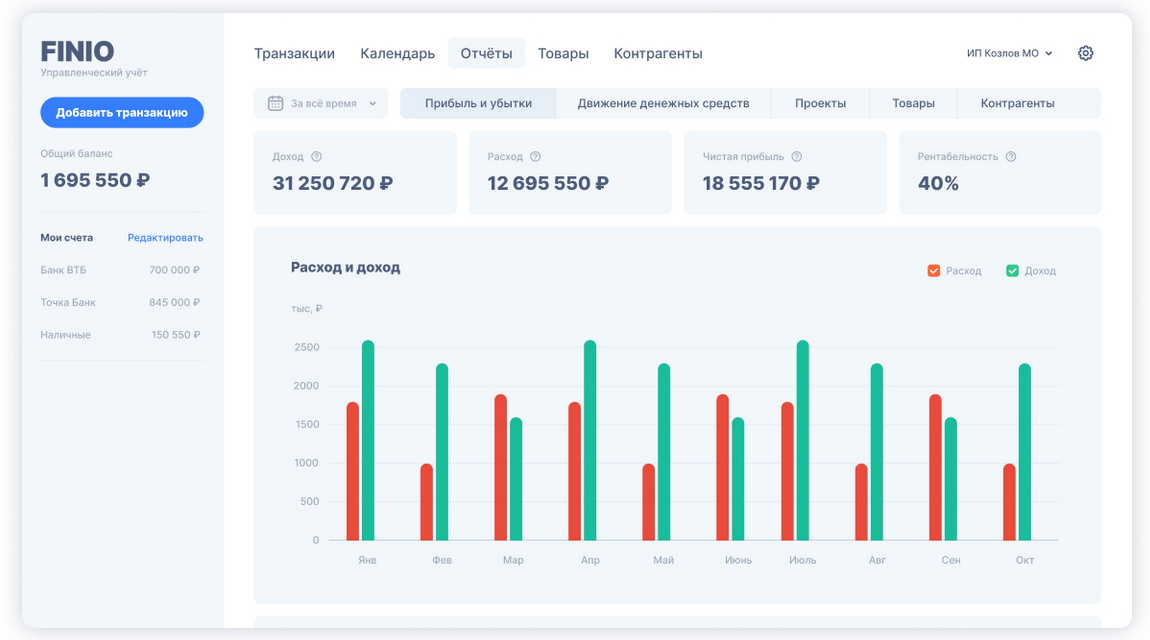 FINIO
Управленческий учёт
Добавить транзакцию
Общий баланс
1 695 550 ₽
Мои счета Редактировать
Банк ВТБ 700 000 ₽
Точка Банк 845 000 ₽
Наличные 150 550 ₽
Транзакции Календарь Отчёты Товары Контрагенты ИП Козлов МО
За всё время Прибыль и убытки Движение денежных средств Проекты Товары Контрагенты
Доход Расход Чистая прибыль Рентабельность
31 250 720 ₽ 12 695 550 ₽ 18 555 170 ₽ 40%
Расход и доход Расход Доход
тыс, ₽
2500
2000
1500
1000
500
0
Янв Фев Мар Апр Май Июнь Июль Авг Сен Окт